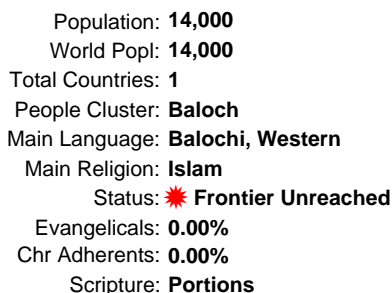 Population: 14,000
World Popl: 14,000
Total Countries: 1
People Cluster: Baloch
Main Language: Balochi, Western
Main Religion: Islam
Status: Frontier Unreached
Evangelicals: 0.00%
Chr Adherents: 0.00%
Scripture: Portions